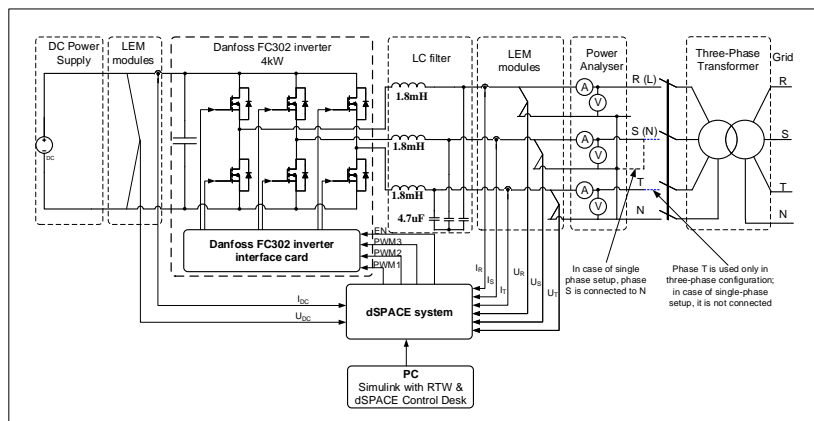 DC Power
Supply
LEM
modules
Danfoss FC302 inverter
4kW
LC filter
LEM
modules
Power
Analyser
Three-Phase
Transformer
Grid
DC
1.8mH
1.8mH
1.8mH
4.7uF
A
V
A
V
A
V
R (L)
S (N)
T
N
R
S
T
N
Danfoss FC302 inverter
interface card
EN
PWM3
PWM2
PWM1
IR
IS
IT
UR
US
UT
IDC
UDC
dSPACE system
PC
Simulink with RTW &
dSPACE Control Desk
In case of single
phase setup, phase
S is connected to N
Phase T is used only in
three-phase configuration;
in case of single-phase
setup, it is not connected